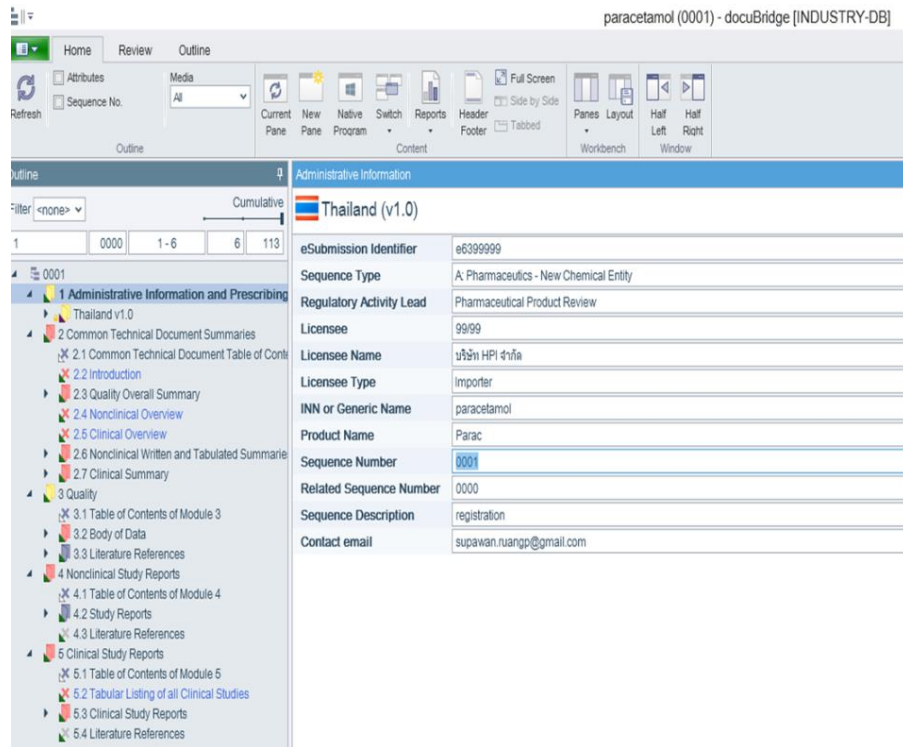 paracetamol (0001) - docuBridge [INDUSTRY-DB]
Home Review Outline
Refresh
Attributes
Sequence No.
Media
All
Outline
Current Pane
New Pane
Native Program
Switch
Reports
Header Footer
Content
Full Screen
Side by Side
Tabbed
Panes
Layout
Workbench
Half Left
Half Right
Window
Outline
Filter <none>
Cumulative
1 0000 1 - 6 6 113
0001
1 Administrative Information and Prescribing
Thailand v1.0
2 Common Technical Document Summaries
2.1 Common Technical Document Table of Conte
2.2 Introduction
2.3 Quality Overall Summary
2.4 Nonclinical Overview
2.5 Clinical Overview
2.6 Nonclinical Written and Tabulated Summarie
2.7 Clinical Summary
3 Quality
3.1 Table of Contents of Module 3
3.2 Body of Data
3.3 Literature References
4 Nonclinical Study Reports
4.1 Table of Contents of Module 4
4.2 Study Reports
4.3 Literature References
5 Clinical Study Reports
5.1 Table of Contents of Module 5
5.2 Tabular Listing of all Clinical Studies
5.3 Clinical Study Reports
5.4 Literature References
Administrative Information
Thailand (v1.0)
eSubmission Identifier e6399999
Sequence Type A: Pharmaceutics - New Chemical Entity
Regulatory Activity Lead Pharmaceutical Product Review
Licensee 99/99
Licensee Name บริษัท HPI จำกัด
Licensee Type Importer
INN or Generic Name paracetamol
Product Name Parac
Sequence Number 0001
Related Sequence Number 0000
Sequence Description registration
Contact email supawan.ruangp@gmail.com